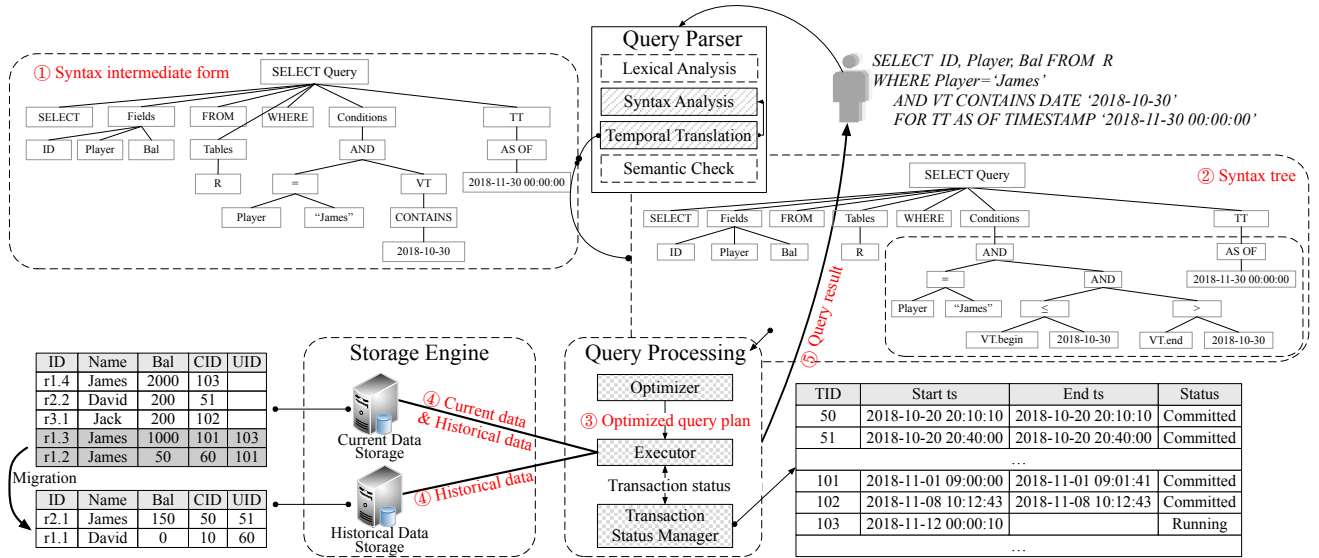 ① Syntax intermediate form
SELECT Query
SELECT Fields FROM WHERE Conditions TT
ID Player Bal Tables AND AS OF
R = VT 2018-11-30 00:00:00
Player “James” CONTAINS
2018-10-30
Query Parser
Lexical Analysis
Syntax Analysis
Temporal Translation
Semantic Check
SELECT ID, Player, Bal FROM R
WHERE Player=‘James’
AND VT CONTAINS DATE ‘2018-10-30’
FOR TT AS OF TIMESTAMP ‘2018-11-30 00:00:00’
② Syntax tree
SELECT Query
SELECT Fields FROM Tables WHERE Conditions TT
ID Player Bal R AND AS OF
= AND 2018-11-30 00:00:00
Player “James” ≤ >
VT.begin 2018-10-30 VT.end 2018-10-30
ID Name Bal CID UID
r1.4 James 2000 103
r2.2 David 200 51
r3.1 Jack 200 102
r1.3 James 1000 101 103
r1.2 James 50 60 101
Migration
ID Name Bal CID UID
r2.1 James 150 50 51
r1.1 David 0 10 60
Storage Engine
Current Data
Storage
Historical Data
Storage
④ Current data
& Historical data
④ Historical data
Query Processing
Optimizer
③ Optimized query plan
Executor
Transaction status
Transaction
Status Manager
⑤ Query result
TID Start ts End ts Status
50 2018-10-20 20:10:10 2018-10-20 20:10:10 Committed
51 2018-10-20 20:40:00 2018-10-20 20:40:00 Committed
...
101 2018-11-01 09:00:00 2018-11-01 09:01:41 Committed
102 2018-11-08 10:12:43 2018-11-08 10:12:43 Committed
103 2018-11-12 00:00:10 Running
...